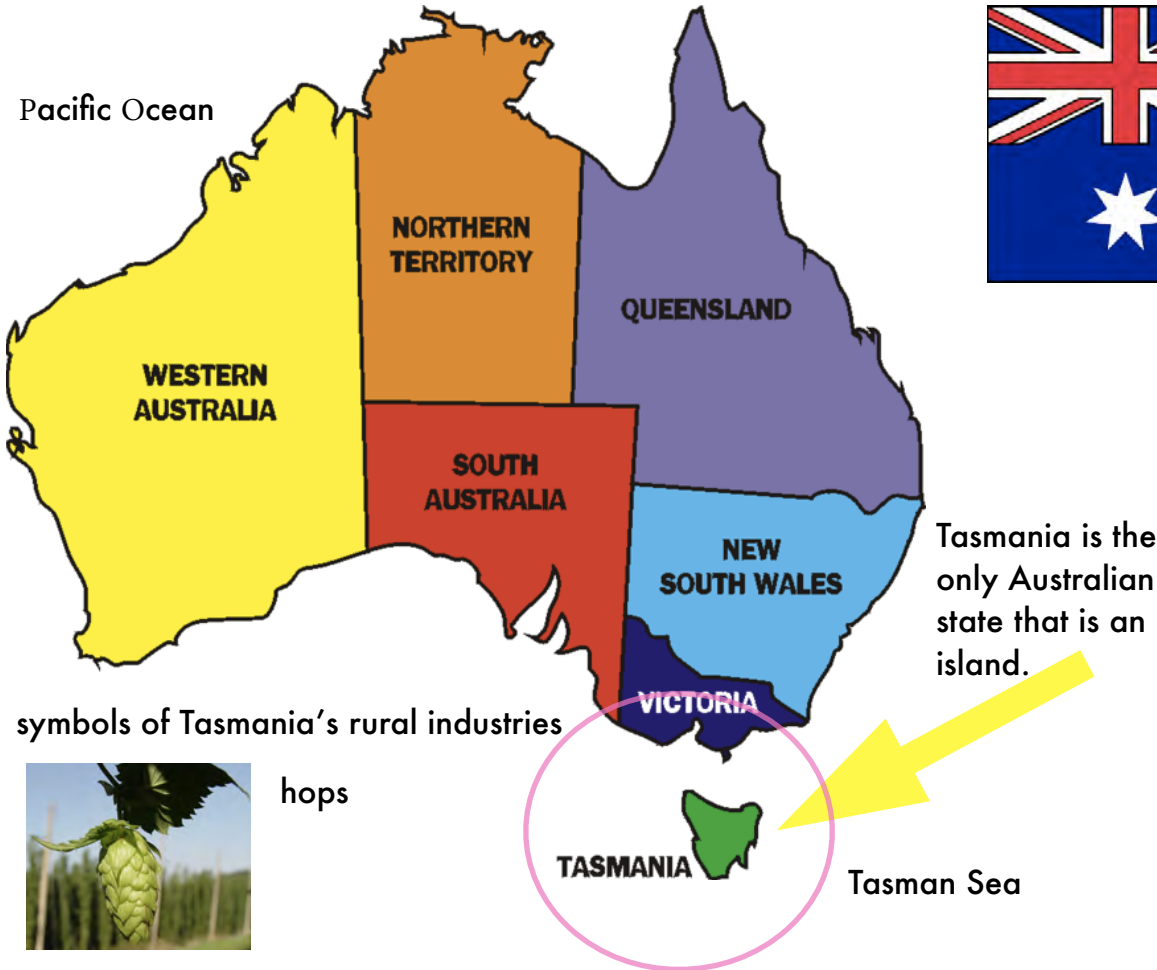 Pacific Ocean
NORTHERN
TERRITORY
QUEENSLAND
WESTERN
AUSTRALIA
SOUTH
AUSTRALIA
NEW
SOUTH WALES
Tasmania is the
only Australian
state that is an
island.
VICTORIA
symbols of Tasmania’s rural industries
hops
TASMANIA
Tasman Sea